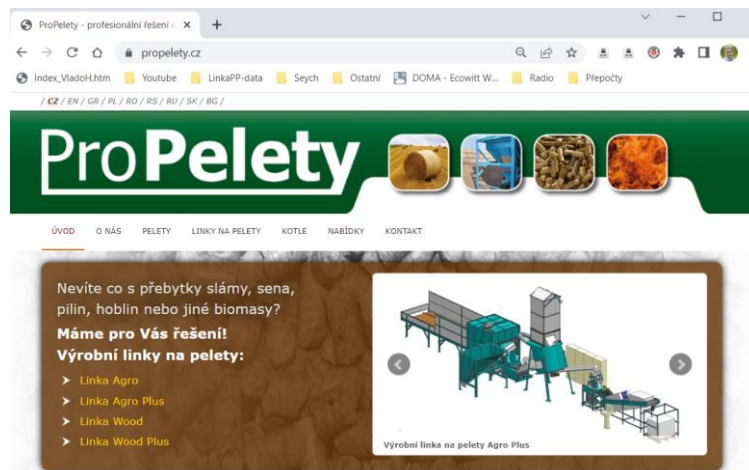 ProPelety - profesionální řešení n
propelety.cz
Index_VladoH.htm Youtube LinkaPP-data Seych Ostatní DOMA - Ecowitt W... Radio Přepočty
/ CZ / EN / GR / PL / RO / RS / RU / SK / BG /
ProPelety
ÚVOD O NÁS PELETY LINKY NA PELETY KOTLE NABÍDKY KONTAKT
Nevíte co s přebytky slámy, sena,
pilin, hoblin nebo jiné biomasy?
Máme pro Vás řešení!
Výrobní linky na pelety:
Linka Agro
Linka Agro Plus
Linka Wood
Linka Wood Plus
Výrobní linka na pelety Agro Plus